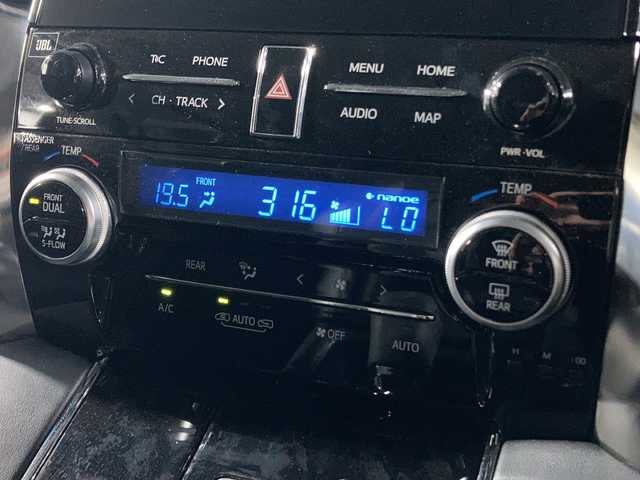 JBL
T/C PHONE
CH · TRACK
TUNE·SCROLL
MENU HOME
AUDIO MAP
PWR·VOL
PASSENGER
/REAR
TEMP
FRONT
DUAL
S-FLOW
19.5 FRONT 316 nanoe LO
TEMP
FRONT
REAR
REAR
A/C
AUTO
OFF
AUTO
H M :00